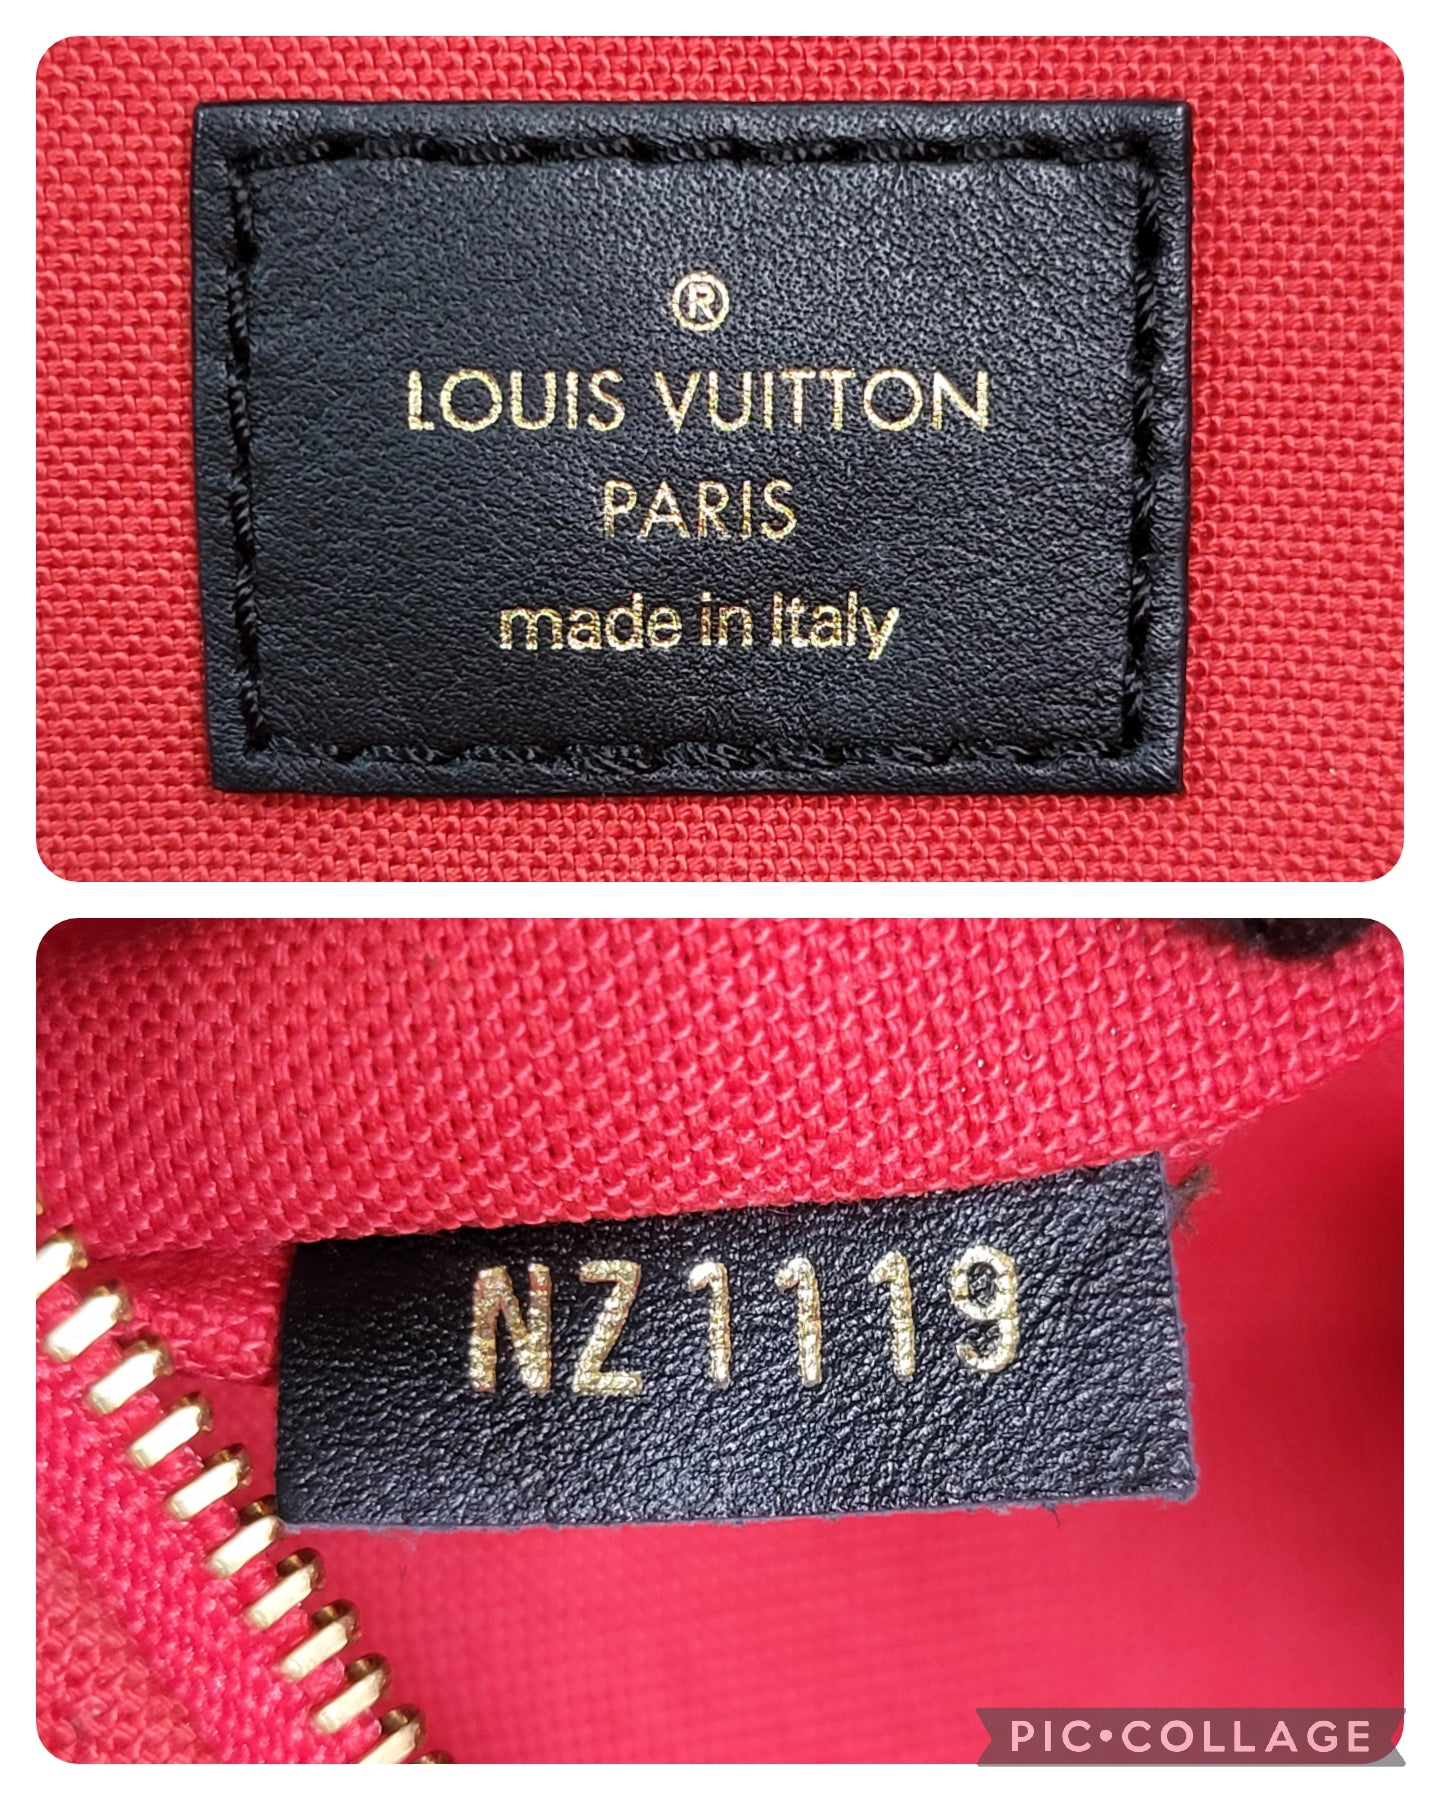 ®
LOUIS VUITTON
PARIS
made in Italy
NZ1119
PIC•COLLAGE